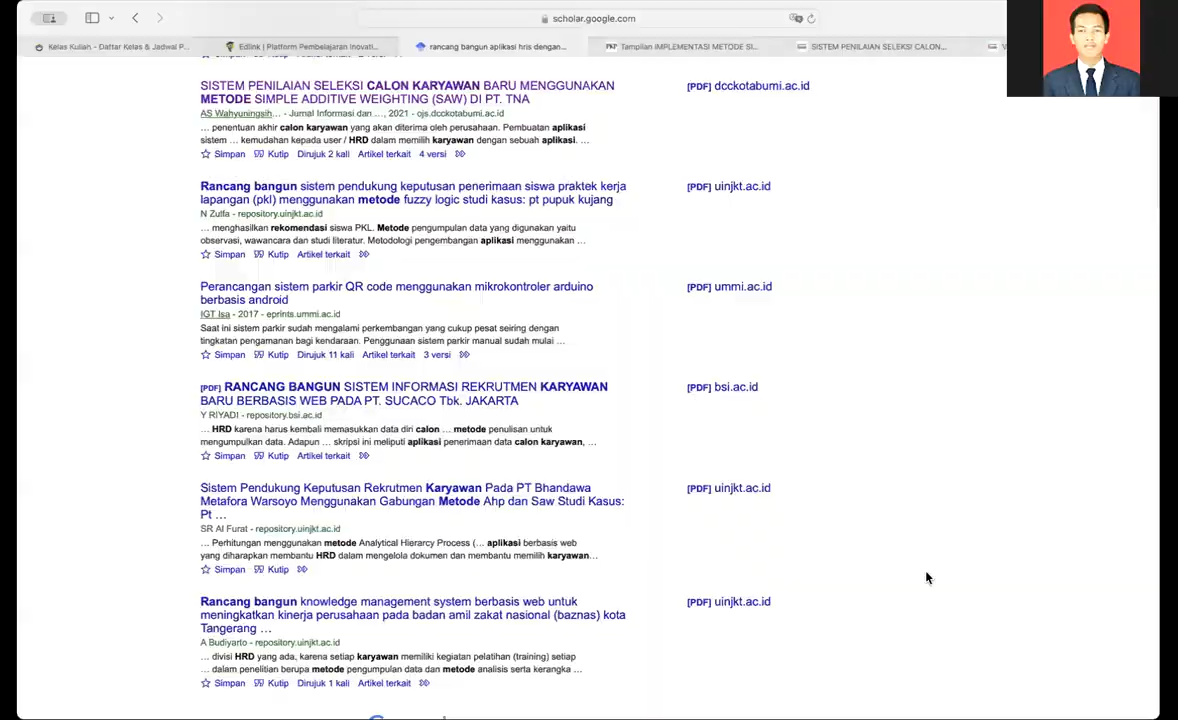 scholar.google.com
Kelas Kuliah - Daftar Kelas & Jadwal P...
Edlink | Platform Pembelajaran Inovati...
rancang bangun aplikasi hris dengan...
Tampilan IMPLEMENTASI METODE SI...
SISTEM PENILAIAN SELEKSI CALON...
SISTEM PENILAIAN SELEKSI CALON KARYAWAN BARU MENGGUNAKAN
METODE SIMPLE ADDITIVE WEIGHTING (SAW) DI PT. TNA
[PDF] dcckotabumi.ac.id
AS Wahyuningsih... - Jurnal Informasi dan ..., 2021 - ojs.dcckotabumi.ac.id
... penentuan akhir calon karyawan yang akan diterima oleh perusahaan. Pembuatan aplikasi
sistem ... kemudahan kepada user / HRD dalam memilih karyawan dengan sebuah aplikasi. ...
Simpan Kutip Dirujuk 2 kali Artikel terkait 4 versi
Rancang bangun sistem pendukung keputusan penerimaan siswa praktek kerja
lapangan (pkl) menggunakan metode fuzzy logic studi kasus: pt pupuk kujang
[PDF] uinjkt.ac.id
N Zulfa - repository.uinjkt.ac.id
... menghasilkan rekomendasi siswa PKL. Metode pengumpulan data yang digunakan yaitu
observasi, wawancara dan studi literatur. Metodologi pengembangan aplikasi menggunakan ...
Simpan Kutip Artikel terkait
Perancangan sistem parkir QR code menggunakan mikrokontroler arduino
berbasis android
[PDF] ummi.ac.id
IGT Isa - 2017 - eprints.ummi.ac.id
Saat ini sistem parkir sudah mengalami perkembangan yang cukup pesat seiring dengan
tingkatan pengamanan bagi kendaraan. Penggunaan sistem parkir manual sudah mulai ...
Simpan Kutip Dirujuk 11 kali Artikel terkait 3 versi
[PDF] RANCANG BANGUN SISTEM INFORMASI REKRUTMEN KARYAWAN
BARU BERBASIS WEB PADA PT. SUCACO Tbk. JAKARTA
[PDF] bsi.ac.id
Y RIYADI - repository.bsi.ac.id
... HRD karena harus kembali memasukkan data diri calon ... metode penulisan untuk
mengumpulkan data. Adapun ... skripsi ini meliputi aplikasi penerimaan data calon karyawan, ...
Simpan Kutip Artikel terkait
Sistem Pendukung Keputusan Rekrutmen Karyawan Pada PT Bhandawa
Metafora Warsoyo Menggunakan Gabungan Metode Ahp dan Saw Studi Kasus:
Pt ...
[PDF] uinjkt.ac.id
SR Al Furat - repository.uinjkt.ac.id
... Perhitungan menggunakan metode Analytical Hierarcy Process (... aplikasi berbasis web
yang diharapkan membantu HRD dalam mengelola dokumen dan membantu memilih karyawan...
Simpan Kutip
Rancang bangun knowledge management system berbasis web untuk
meningkatkan kinerja perusahaan pada badan amil zakat nasional (baznas) kota
Tangerang ...
[PDF] uinjkt.ac.id
A Budiyarto - repository.uinjkt.ac.id
... divisi HRD yang ada, karena setiap karyawan memiliki kegiatan pelatihan (training) setiap
... dalam penelitian berupa metode pengumpulan data dan metode analisis serta kerangka ...
Simpan Kutip Dirujuk 1 kali Artikel terkait